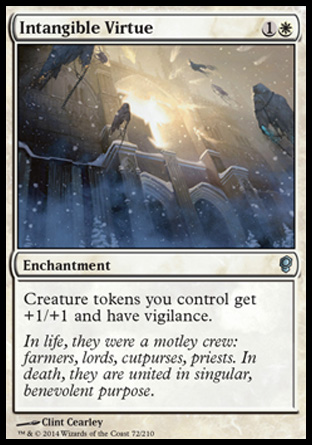 Intangible Virtue 1
Enchantment
Creature tokens you control get
+1/+1 and have vigilance.
In life, they were a motley crew:
farmers, lords, cutpurses, priests. In
death, they are united in singular,
benevolent purpose.
Clint Cearley
™ & © 2014 Wizards of the Coast 72/210